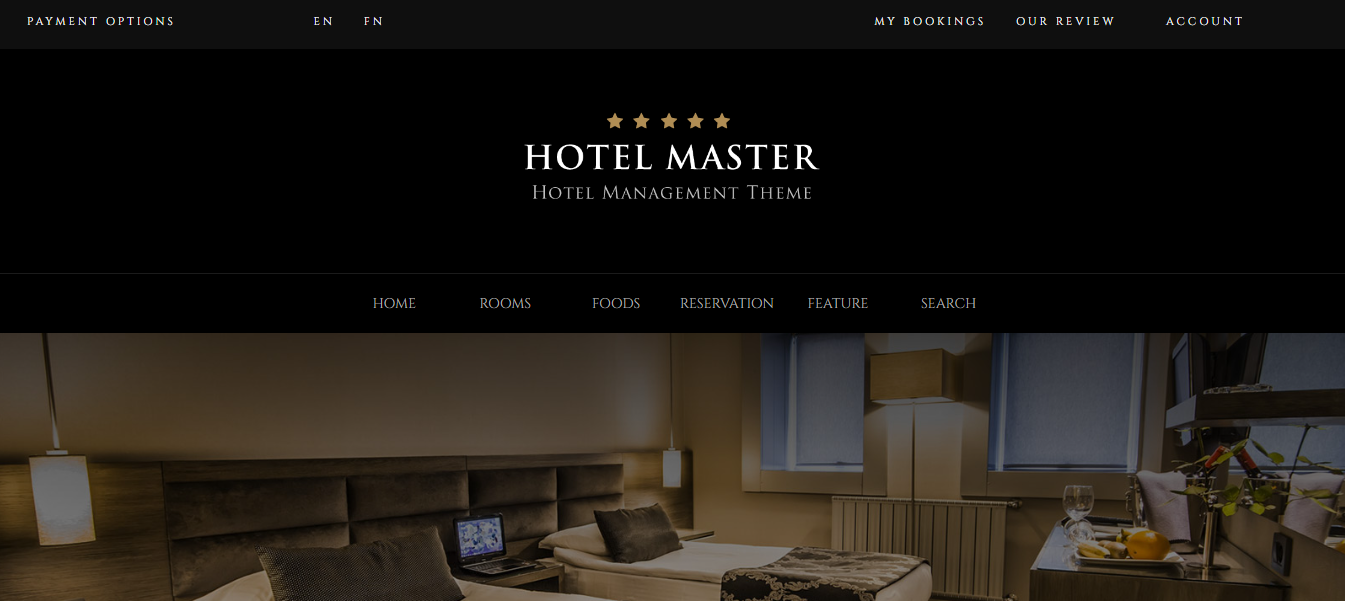 PAYMENT OPTIONS EN FN MY BOOKINGS OUR REVIEW ACCOUNT
HOTEL MASTER
HOTEL MANAGEMENT THEME
HOME ROOMS FOODS RESERVATION FEATURE SEARCH